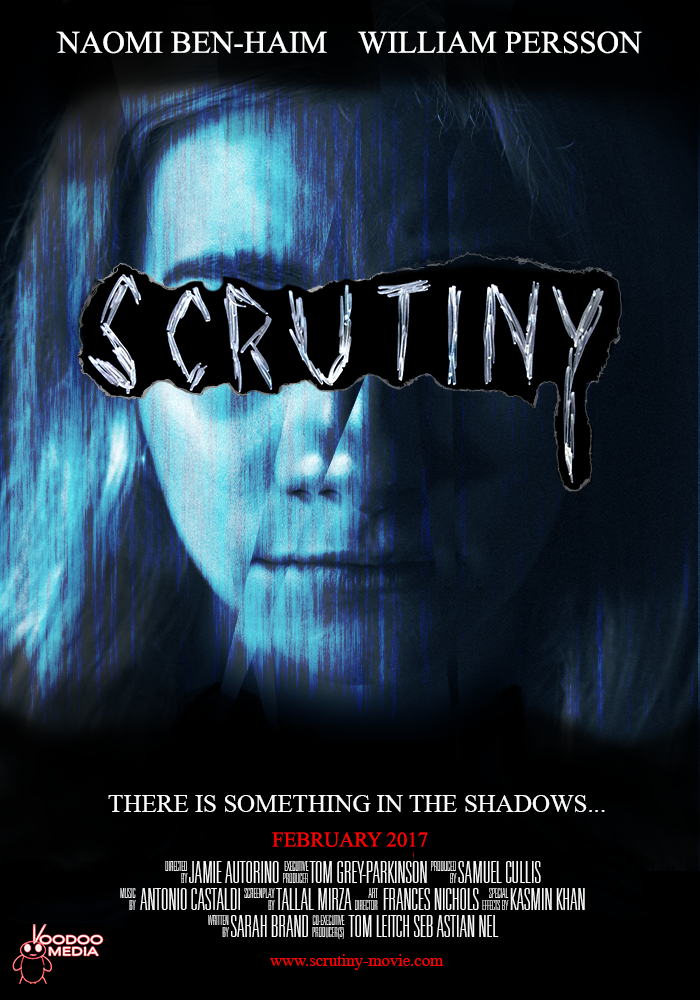 NAOMI BEN-HAIM WILLIAM PERSSON
SCRUTINY
THERE IS SOMETHING IN THE SHADOWS...
FEBRUARY 2017
DIRECTED BY JAMIE AUTORINO EXECUTIVE PRODUCER TOM GREY-PARKINSON PRODUCED BY SAMUEL CULLIS
MUSIC BY ANTONIO CASTALDI SCREENPLAY BY TALLAL MIRZA ART DIRECTOR FRANCES NICHOLS SPECIAL EFFECTS BY KASMIN KHAN
WRITTEN BY SARAH BRAND CO-EXECUTIVE PRODUCER(S) TOM LEITCH SEB ASTIAN NEL
VOODOO
MEDIA
www.scrutiny-movie.com